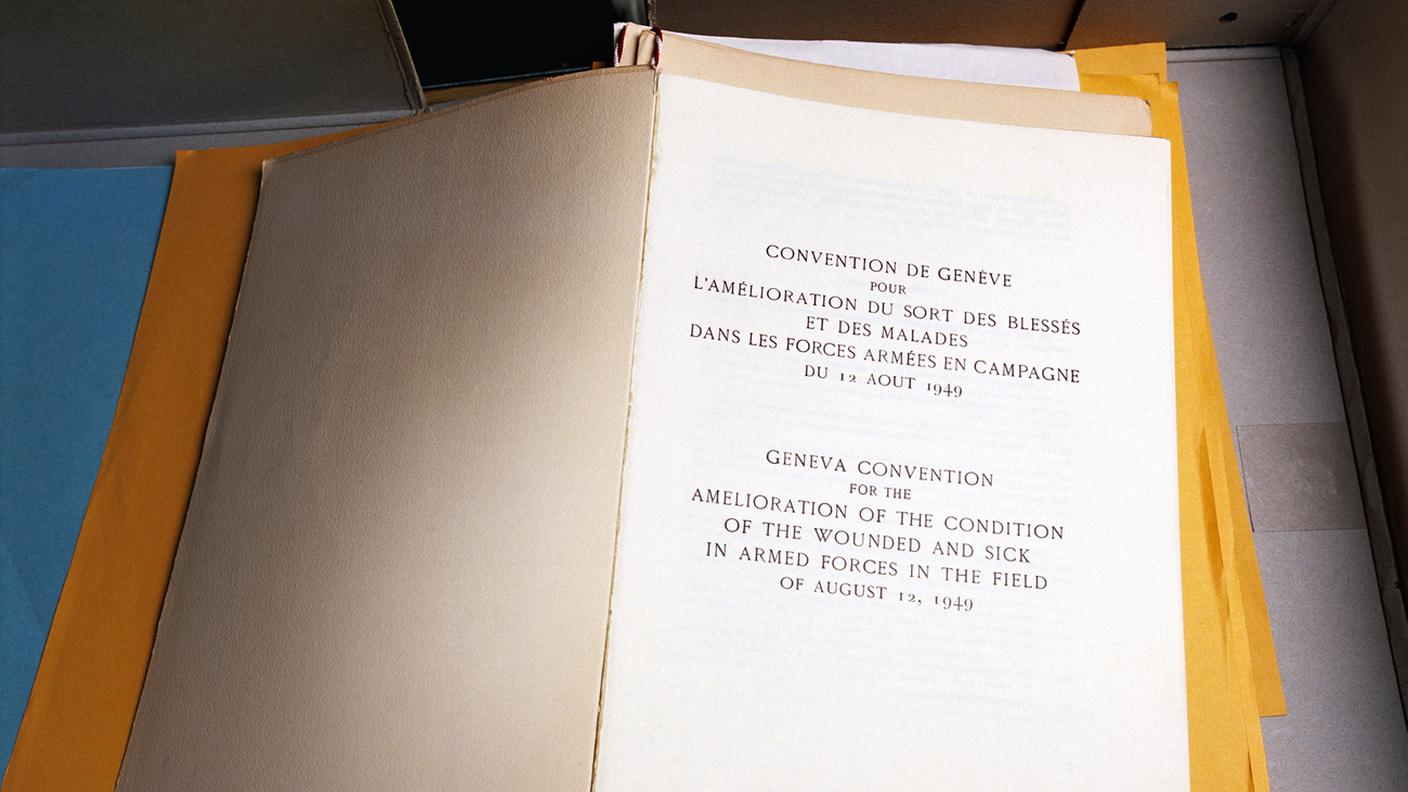 CONVENTION DE GENÈVE
POUR
L'AMÉLIORATION DU SORT DES BLESSÉS
ET DES MALADES
DANS LES FORCES ARMÉES EN CAMPAGNE
DU 12 AOUT 1949
GENEVA CONVENTION
FOR THE
AMELIORATION OF THE CONDITION
OF THE WOUNDED AND SICK
IN ARMED FORCES IN THE FIELD
OF AUGUST 12, 1949